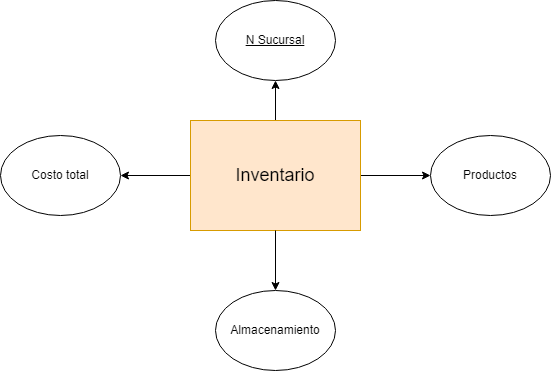 N Sucursal
Costo total
Inventario
Productos
Almacenamiento